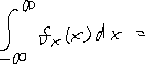 ∫_{-∞}^{∞} f_x(x) dx =